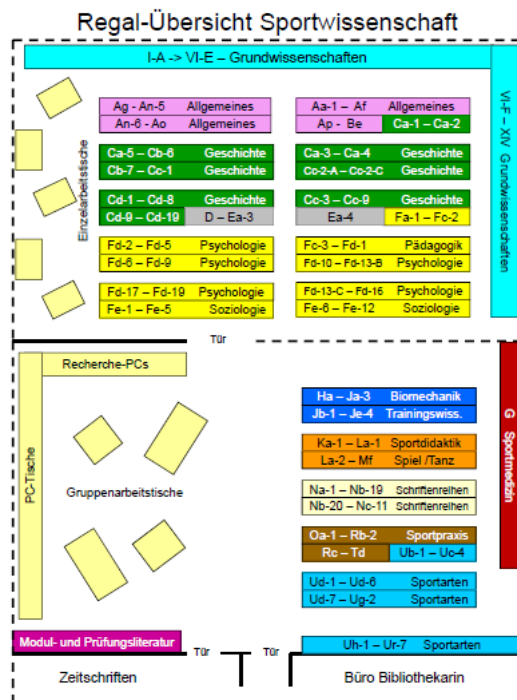 Regal-Übersicht Sportwissenschaft
I-A -> VI-E – Grundwissenschaften
VI-F – XIV Grundwissenschaften
Einzelarbeitstische
Ag - An-5 Allgemeines
An-6 - Ao Allgemeines
Aa-1 – Af Allgemeines
Ap - Be Ca-1 – Ca-2
Ca-5 – Cb-6 Geschichte
Cb-7 – Cc-1 Geschichte
Ca-3 – Ca-4 Geschichte
Cc-2-A – Cc-2-C Geschichte
Cd-1 – Cd-8 Geschichte
Cd-9 – Cd-19 D – Ea-3
Cc-3 – Cc-9 Geschichte
Ea-4 Fa-1 – Fc-2
Fd-2 – Fd-5 Psychologie
Fd-6 – Fd-9 Psychologie
Fc-3 – Fd-1 Pädagogik
Fd-10 – Fd-13-B Psychologie
Fd-17 – Fd-19 Psychologie
Fe-1 – Fe-5 Soziologie
Fd-13-C – Fd-16 Psychologie
Fe-6 – Fe-12 Soziologie
Tür
Recherche-PCs
PC-Tische
Gruppenarbeitstische
G Sportmedizin
Ha – Ja-3 Biomechanik
Jb-1 – Je-4 Trainingswiss.
Ka-1 – La-1 Sportdidaktik
La-2 – Mf Spiel /Tanz
Na-1 – Nb-19 Schriftenreihen
Nb-20 – Nc-11 Schriftenreihen
Oa-1 – Rb-2 Sportpraxis
Rc – Td Ub-1 – Uc-4
Ud-1 – Ud-6 Sportarten
Ud-7 – Ug-2 Sportarten
Modul- und Prüfungsliteratur
Tür
Tür
Uh-1 – Ur-7 Sportarten
Zeitschriften
Büro Bibliothekarin